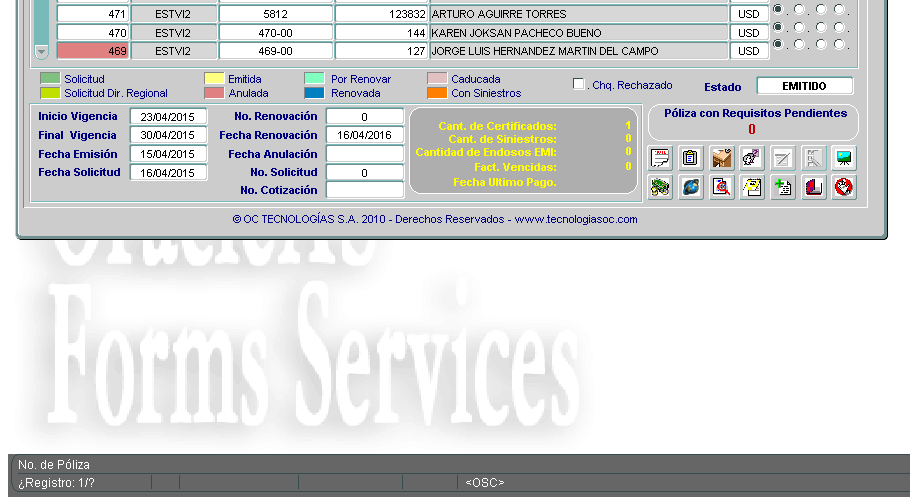 471 ESTVI2 5812 123832 ARTURO AGUIRRE TORRES USD
470 ESTVI2 470-00 144 KAREN JOKSAN PACHECO BUENO USD
469 ESTVI2 469-00 127 JORGE LUIS HERNANDEZ MARTIN DEL CAMPO USD
Solicitud Emitida Por Renovar Caducada . Chq. Rechazado Estado EMITIDO
Solicitud Dir. Regional Anulada Renovada Con Siniestros
Inicio Vigencia 23/04/2015 No. Renovación 0
Final Vigencia 30/04/2015 Fecha Renovación 16/04/2016
Fecha Emisión 15/04/2015 Fecha Anulación
Fecha Solicitud 16/04/2015 No. Solicitud 0
No. Cotización
Cant. de Certificados: 1
Cant. de Siniestros: 0
Cantidad de Endosos EMI: 0
Fact. Vencidas: 0
Fecha Ultimo Pago.
Póliza con Requisitos Pendientes
0
© OC TECNOLOGÍAS S.A. 2010 - Derechos Reservados - www.tecnologiasoc.com
Forms Services
No. de Póliza
¿Registro: 1/? <OSC>